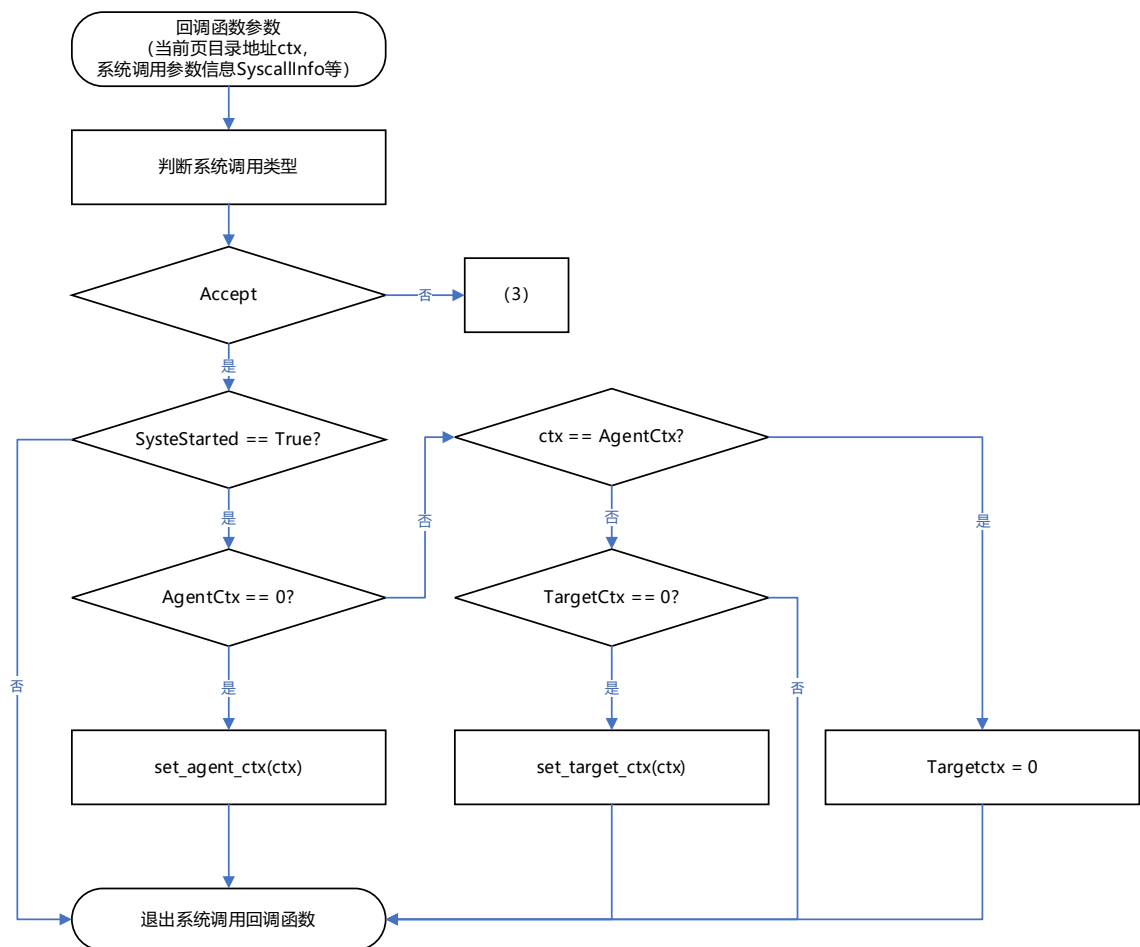 回调函数参数
（当前页目录地址ctx,
系统调用参数信息SyscallInfo等）
判断系统调用类型
Accept
否
（3）
是
SysteStarted == True?
ctx == AgentCtx?
是
否
否
是
AgentCtx == 0?
TargetCtx == 0?
否
是
是
否
set_agent_ctx(ctx)
set_target_ctx(ctx)
Targetctx = 0
退出系统调用回调函数